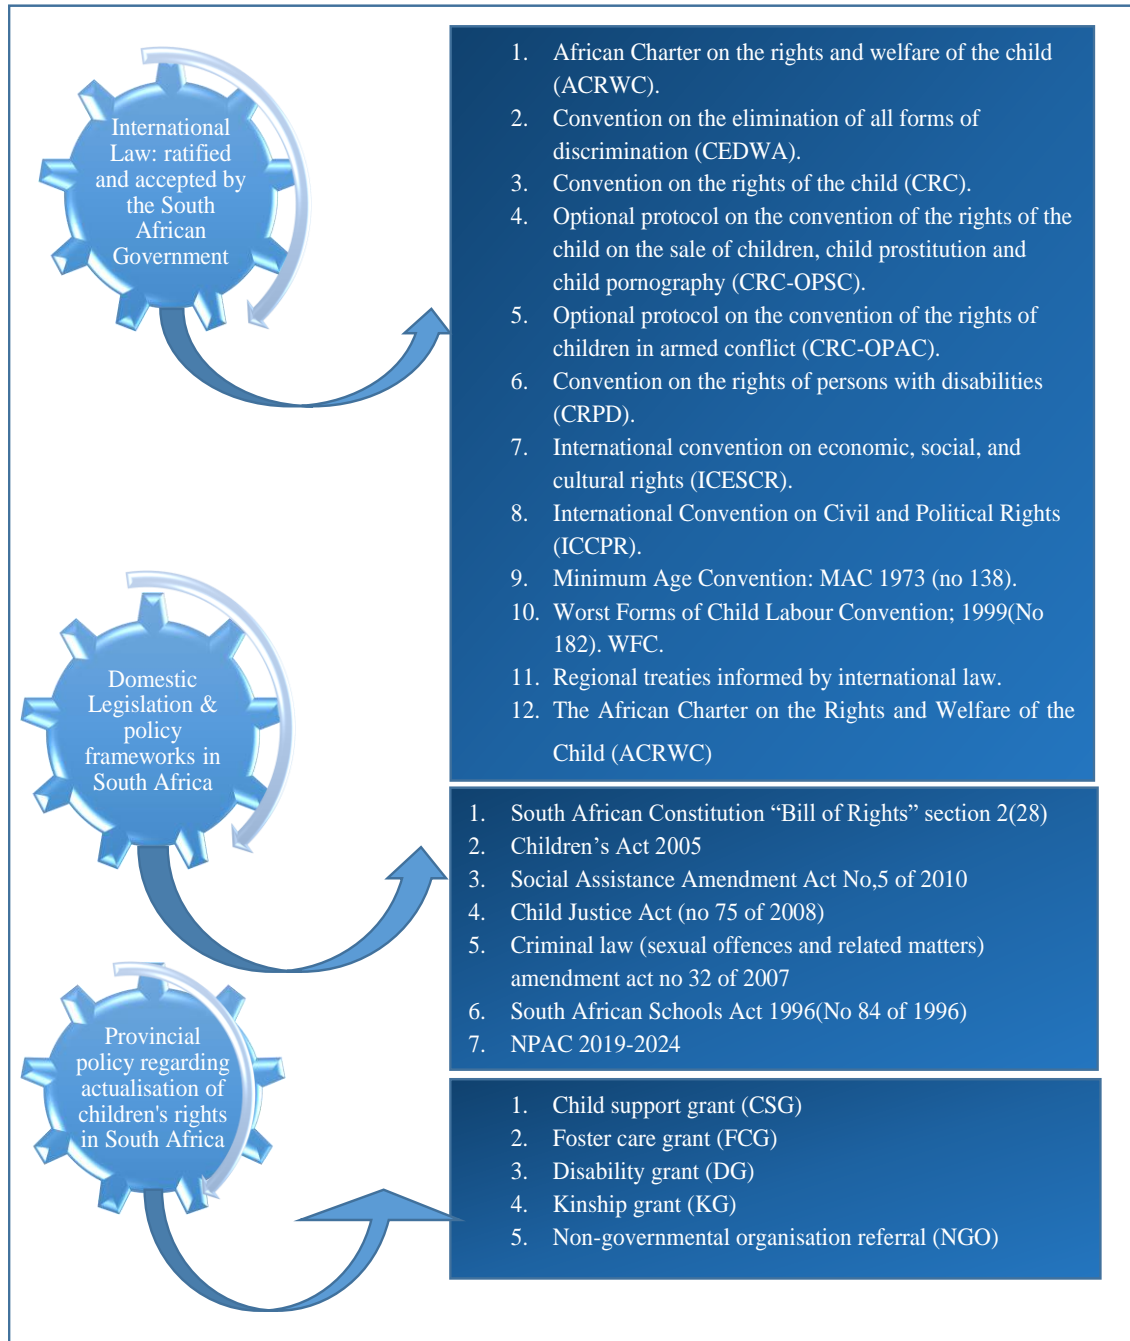 International
Law: ratified
and accepted by
the South
African
Government
1. African Charter on the rights and welfare of the child
(ACRWC).
2. Convention on the elimination of all forms of
discrimination (CEDWA).
3. Convention on the rights of the child (CRC).
4. Optional protocol on the convention of the rights of the
child on the sale of children, child prostitution and
child pornography (CRC-OPSC).
5. Optional protocol on the convention of the rights of
children in armed conflict (CRC-OPAC).
6. Convention on the rights of persons with disabilities
(CRPD).
7. International convention on economic, social, and
cultural rights (ICESCR).
8. International Convention on Civil and Political Rights
(ICCPR).
9. Minimum Age Convention: MAC 1973 (no 138).
10. Worst Forms of Child Labour Convention; 1999(No
182). WFC.
11. Regional treaties informed by international law.
12. The African Charter on the Rights and Welfare of the
Child (ACRWC)
Domestic
Legislation &
policy
frameworks in
South Africa
1. South African Constitution “Bill of Rights” section 2(28)
2. Children’s Act 2005
3. Social Assistance Amendment Act No,5 of 2010
4. Child Justice Act (no 75 of 2008)
5. Criminal law (sexual offences and related matters)
amendment act no 32 of 2007
6. South African Schools Act 1996(No 84 of 1996)
7. NPAC 2019-2024
Provincial
policy regarding
actualisation of
children's rights
in South Africa
1. Child support grant (CSG)
2. Foster care grant (FCG)
3. Disability grant (DG)
4. Kinship grant (KG)
5. Non-governmental organisation referral (NGO)